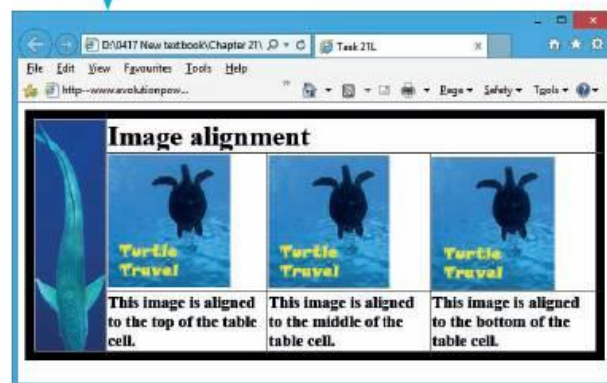 D:\0417 New textbook\Chapter 21\
Task 21L
File Edit View Favourites Tools Help
http--www.evolutionpow...
Page Safety Tools
Image alignment
Turtle Travel
Turtle Travel
Turtle Travel
This image is aligned to the top of the table cell.
This image is aligned to the middle of the table cell.
This image is aligned to the bottom of the table cell.